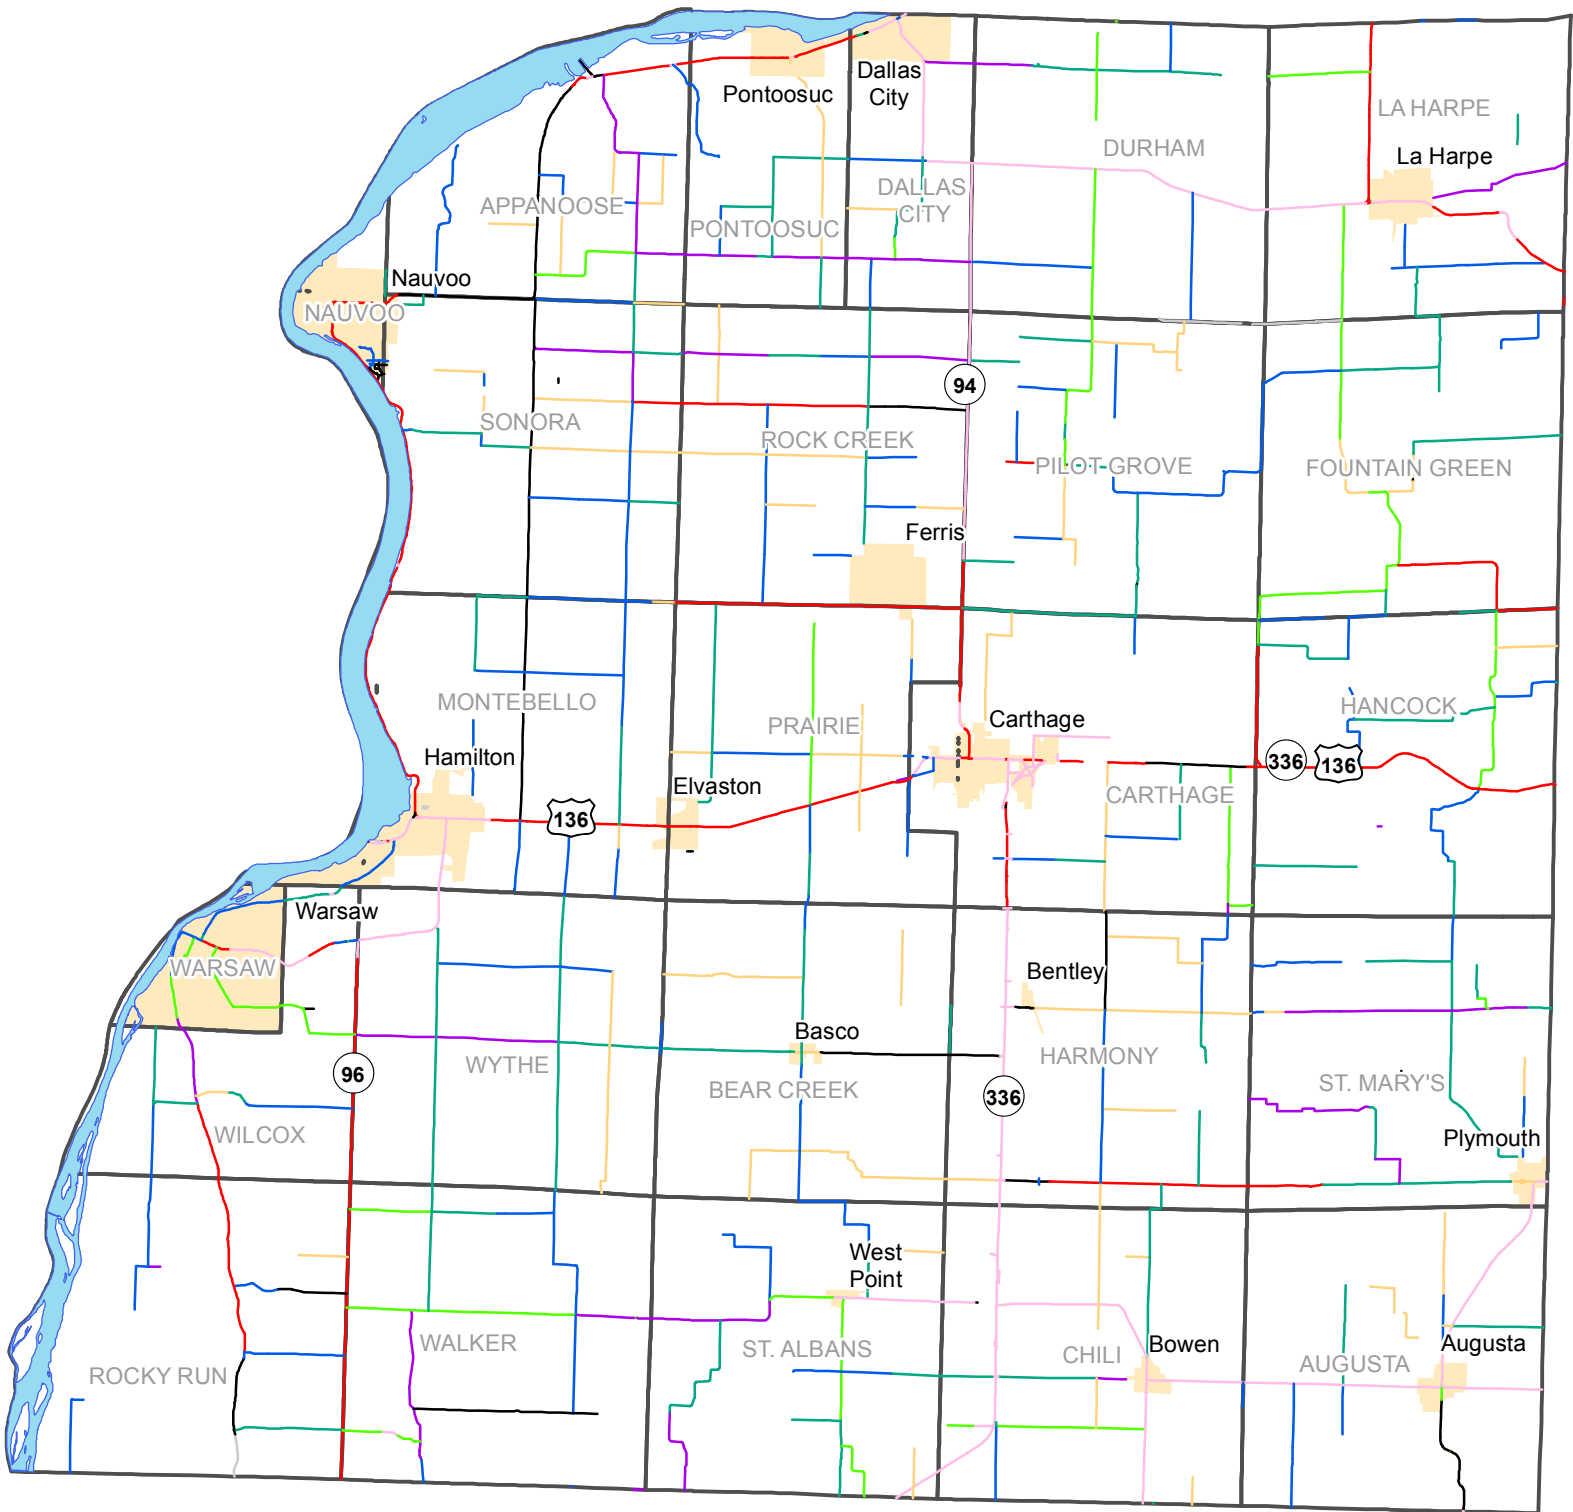 Dallas
City
Pontoosuc
LA HARPE
DURHAM
La Harpe
DALLAS
CITY
APPANOOSE
PONTOOSUC
Nauvoo
NAUVOO
94
SONORA
ROCK CREEK
PILOT GROVE
FOUNTAIN GREEN
Ferris
MONTEBELLO
PRAIRIE
Carthage
HANCOCK
Hamilton
336
136
Elvaston
CARTHAGE
136
Warsaw
WARSAW
Bentley
Basco
WYTHE
HARMONY
96
BEAR CREEK
ST. MARY'S
336
WILCOX
Plymouth
West
Point
WALKER
ST. ALBANS
CHILI
Bowen
Augusta
AUGUSTA
ROCKY RUN